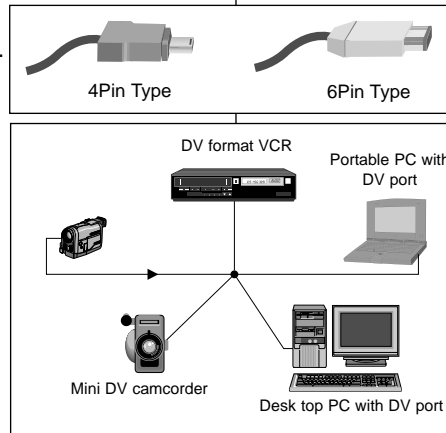 4Pin Type
6Pin Type
DV format VCR
Portable PC with
DV port
Mini DV camcorder
Desk top PC with DV port